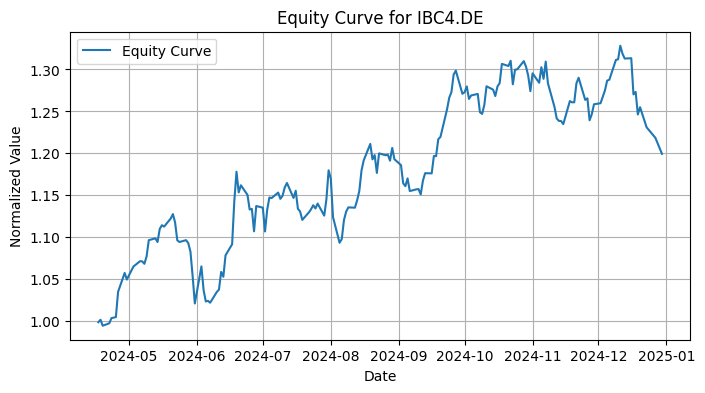 Equity Curve for IBC4.DE
Equity Curve
Normalized Value
1.30
1.25
1.20
1.15
1.10
1.05
1.00
2024-05 2024-06 2024-07 2024-08 2024-09 2024-10 2024-11 2024-12 2025-01
Date